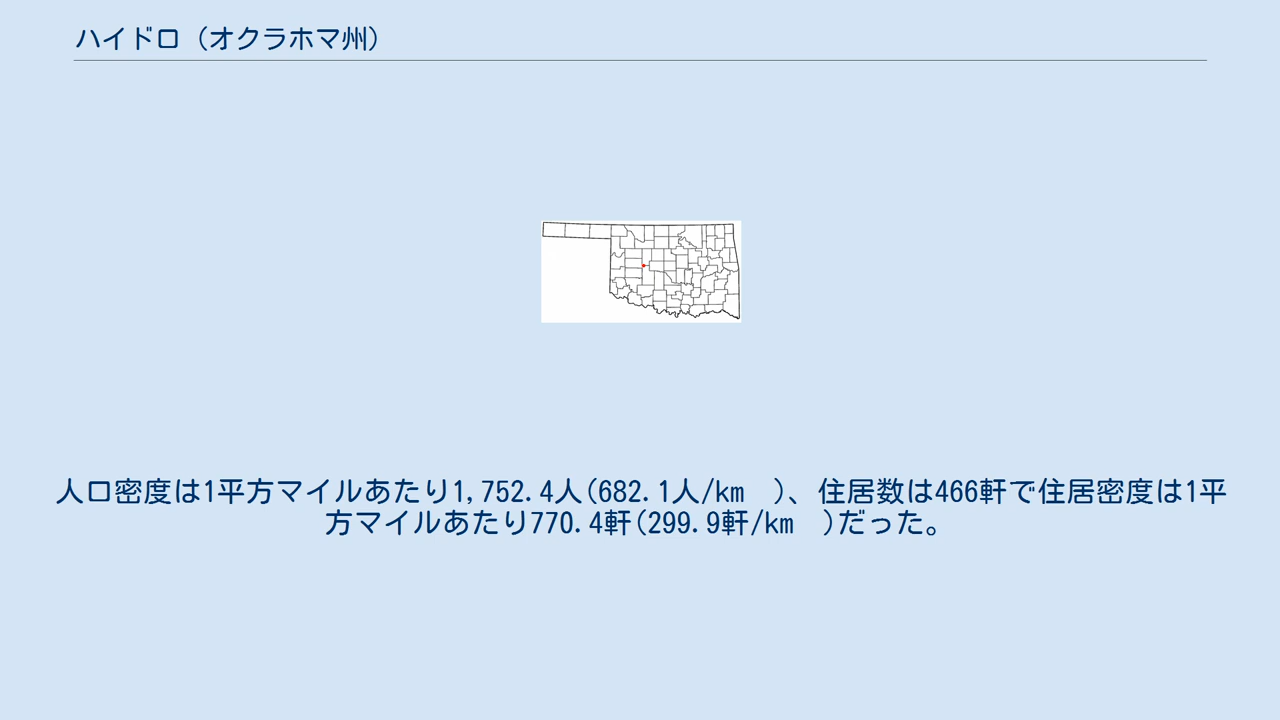 ハイドロ (オクラホマ州)
人口密度は1平方マイルあたり1,752.4人(682.1人/km　)、住居数は466軒で住居密度は1平
方マイルあたり770.4軒(299.9軒/km　)だった。